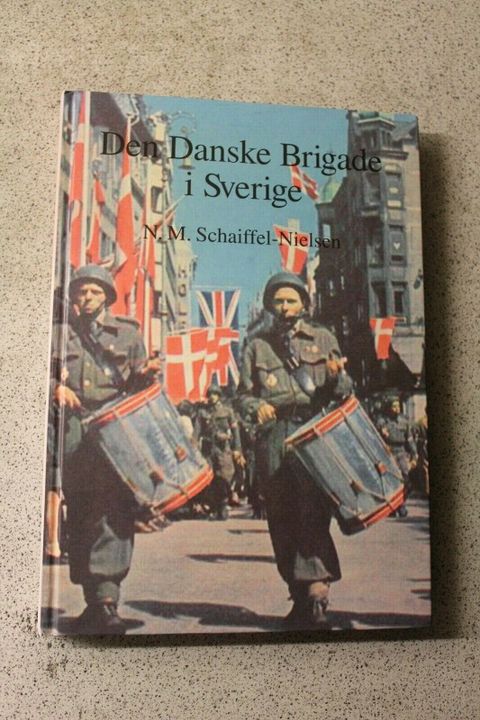 Den Danske Brigade
i Sverige
N. M. Schaiffel-Nielsen